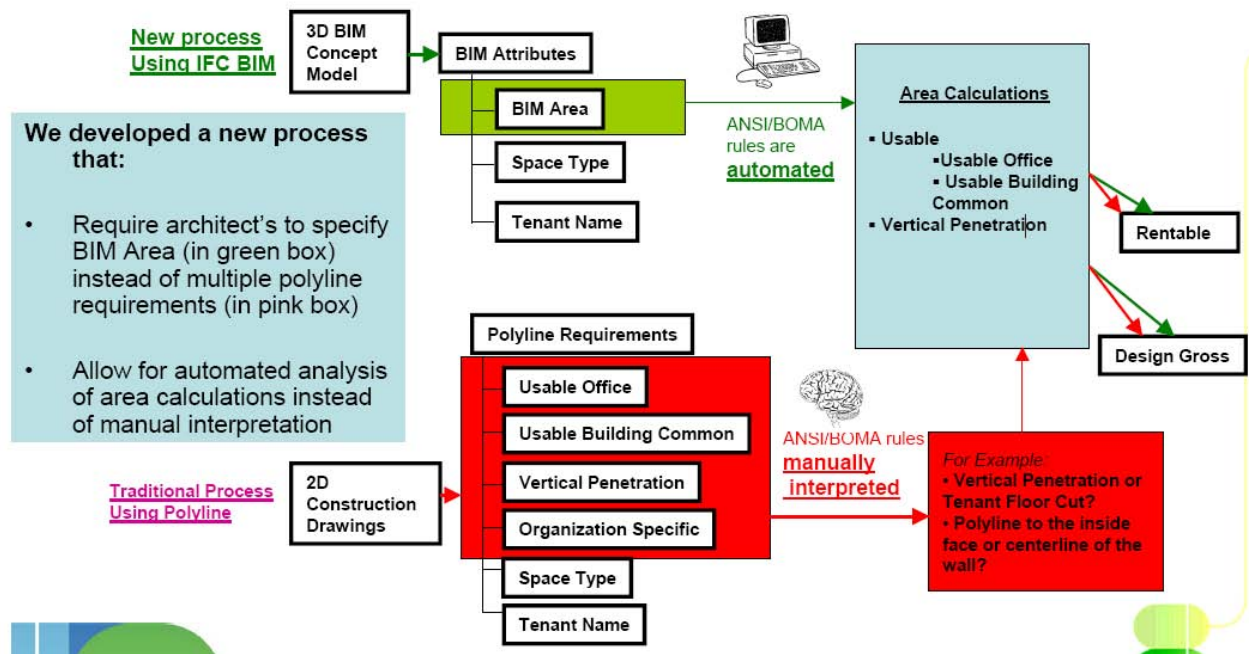 New process
Using IFC BIM
3D BIM
Concept
Model
BIM Attributes
BIM Area
Space Type
Tenant Name
ANSI/BOMA
rules are
automated
Area Calculations
▪ Usable
▪Usable Office
▪ Usable Building
Common
▪ Vertical Penetration
Rentable
Design Gross
We developed a new process
that:
• Require architect's to specify
BIM Area (in green box)
instead of multiple polyline
requirements (in pink box)
• Allow for automated analysis
of area calculations instead
of manual interpretation
Traditional Process
Using Polyline
2D
Construction
Drawings
Polyline Requirements
Usable Office
Usable Building Common
Vertical Penetration
Organization Specific
Space Type
Tenant Name
ANSI/BOMA rules
manually
interpreted
For Example:
• Vertical Penetration or
Tenant Floor Cut?
• Polyline to the inside
face or centerline of the
wall?